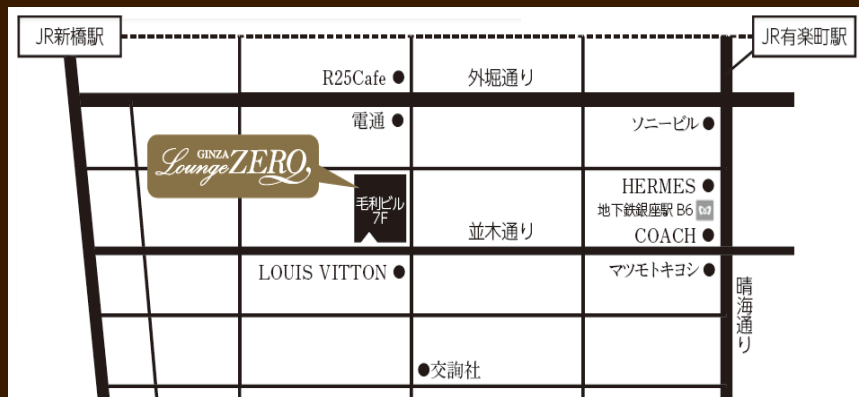 JR新橋駅
JR有楽町駅
R25Cafe
外堀通り
電通
ソニービル
GINZA
Lounge ZERO
毛利ビル
7F
HERMES
地下鉄銀座駅 B6
並木通り
COACH
LOUIS VITTON
マツモトキヨシ
晴海通り
交詢社